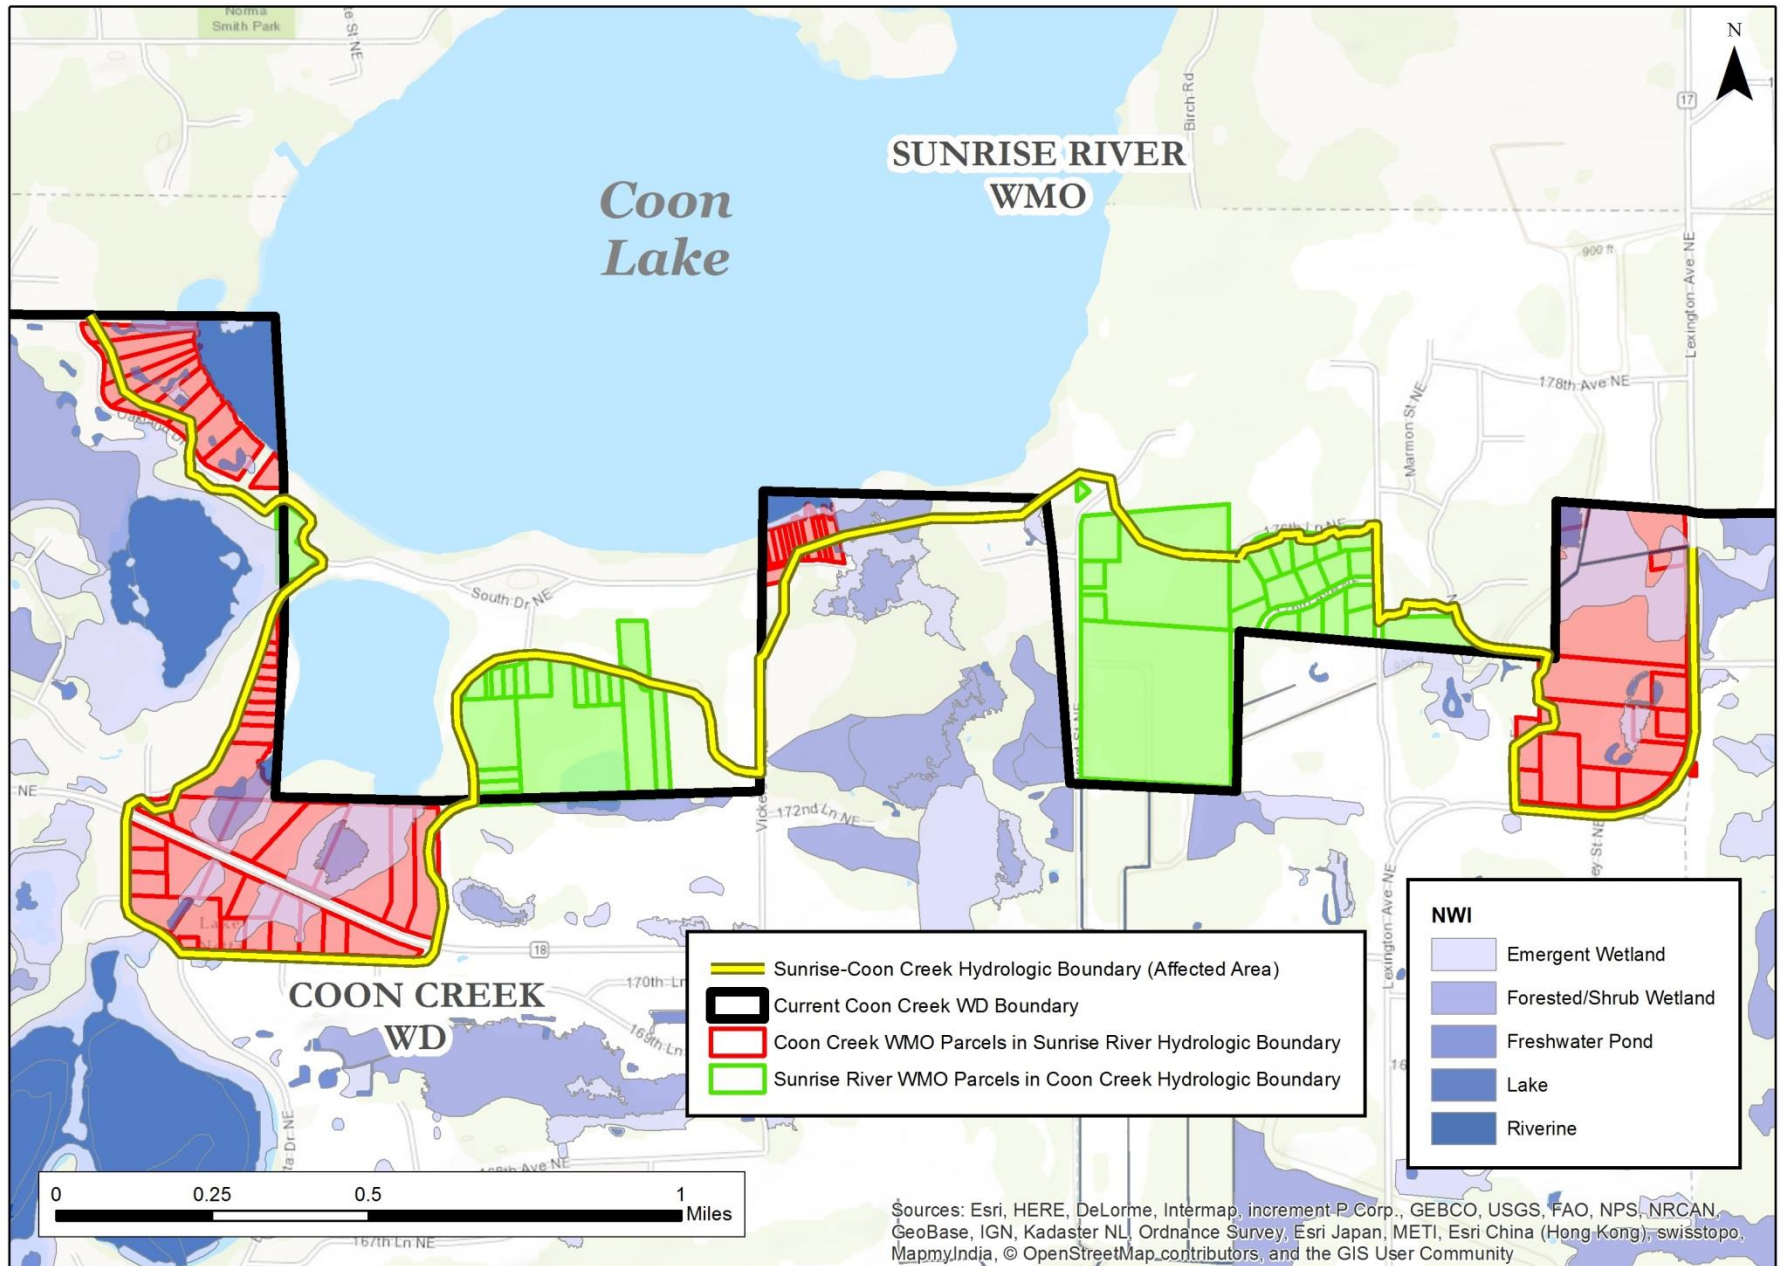 Norma
Smith Park
N
Birch Rd
17
SUNRISE RIVER
WMO
Coon
Lake
900 ft
Lexington Ave NE
178th Ave NE
Marmon St NE
176th Ln NE
South Dr NE
NE
172nd Ln NE
Lexington Ave NE
18
170th Ln
169th Ln
COON CREEK
WD
Sunrise-Coon Creek Hydrologic Boundary (Affected Area)
Current Coon Creek WD Boundary
Coon Creek WMO Parcels in Sunrise River Hydrologic Boundary
Sunrise River WMO Parcels in Coon Creek Hydrologic Boundary
NWI
Emergent Wetland
Forested/Shrub Wetland
Freshwater Pond
Lake
Riverine
0 0.25 0.5 1
Miles
167th Ln NE
Sources: Esri, HERE, DeLorme, Intermap, increment P Corp., GEBCO, USGS, FAO, NPS, NRCAN,
GeoBase, IGN, Kadaster NL, Ordnance Survey, Esri Japan, METI, Esri China (Hong Kong), swisstopo,
MapmyIndia, © OpenStreetMap contributors, and the GIS User Community